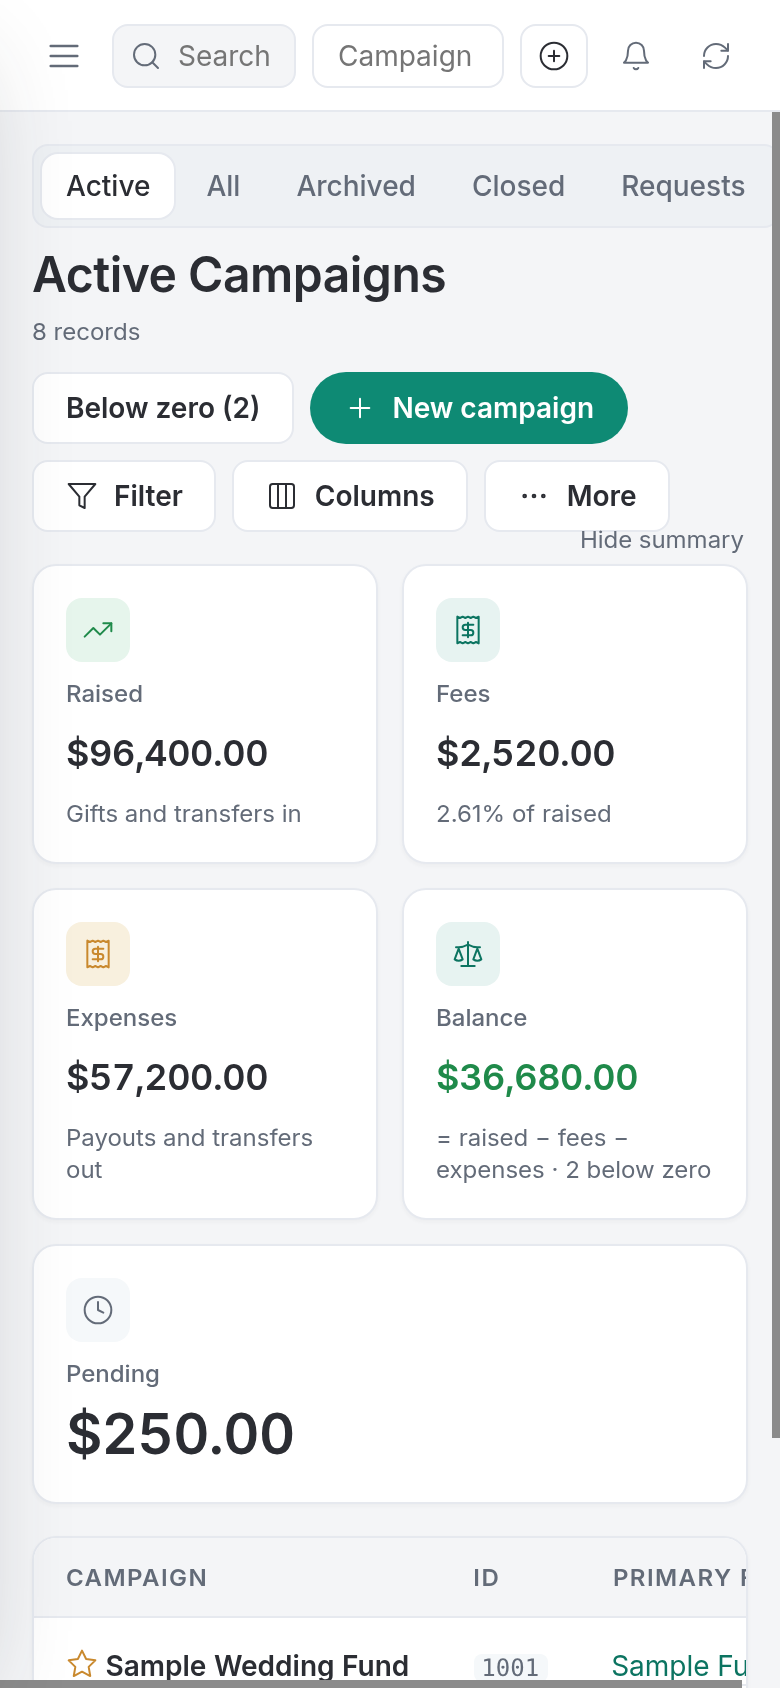 Search
Campaign
Active
All
Archived
Closed
Requests
Active Campaigns
8 records
Below zero (2)
New campaign
Filter
Columns
More
Hide summary
Raised
$96,400.00
Gifts and transfers in
Fees
$2,520.00
2.61% of raised
Expenses
$57,200.00
Payouts and transfers
out
Balance
$36,680.00
= raised − fees −
expenses · 2 below zero
Pending
$250.00
CAMPAIGN
ID
PRIMARY
Sample Wedding Fund
1001
Sample